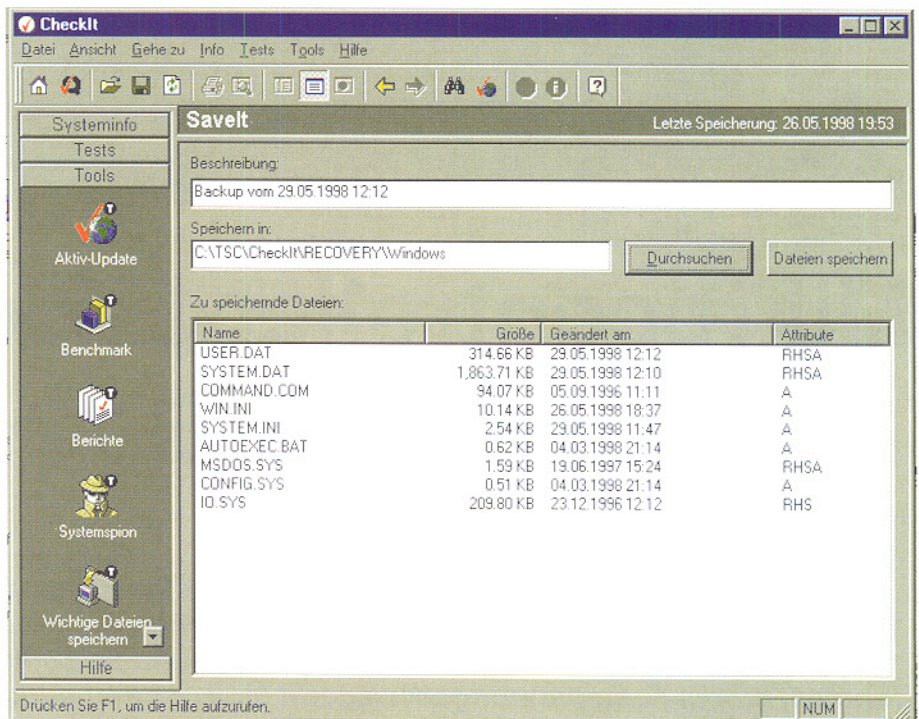 CheckIt
Datei Ansicht Gehe zu Info Tests Tools Hilfe
Systeminfo
Tests
Tools
Aktiv-Update
Benchmark
Berichte
Systemspion
Wichtige Dateien
speichern
Hilfe
SaveIt Letzte Speicherung: 26.05.1998 19:53
Beschreibung:
Backup vom 29.05.1998 12:12
Speichern in:
C:\TSC\CheckIt\RECOVERY\Windows Durchsuchen Dateien speichern
Zu speichernde Dateien:
Name Größe Geändert am Attribute
USER.DAT 314.66 KB 29.05.1998 12:12 RHSA
SYSTEM.DAT 1,863.71 KB 29.05.1998 12:10 RHSA
COMMAND.COM 94.07 KB 05.09.1996 11:11 A
WIN.INI 10.14 KB 26.05.1998 18:37 A
SYSTEM.INI 2.54 KB 29.05.1998 11:47 A
AUTOEXEC.BAT 0.62 KB 04.03.1998 21:14 A
MSDOS.SYS 1.59 KB 19.06.1997 15:24 RHSA
CONFIG.SYS 0.51 KB 04.03.1998 21:14 A
IO.SYS 209.80 KB 23.12.1996 12:12 RHS
Drücken Sie F1, um die Hilfe aufzurufen. NUM